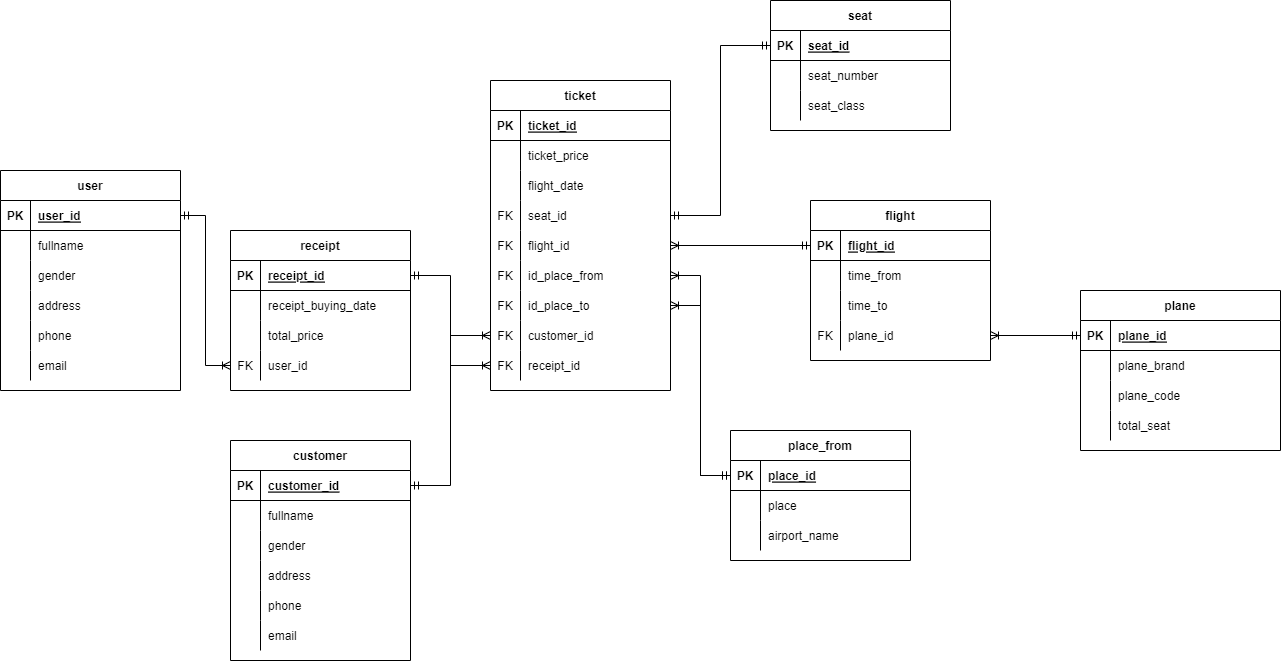 seat
PK seat_id
seat_number
seat_class
ticket
PK ticket_id
ticket_price
flight_date
FK seat_id
FK flight_id
FK id_place_from
FK id_place_to
FK customer_id
FK receipt_id
user
PK user_id
fullname
gender
address
phone
email
receipt
PK receipt_id
receipt_buying_date
total_price
FK user_id
flight
PK flight_id
time_from
time_to
FK plane_id
plane
PK plane_id
plane_brand
plane_code
total_seat
place_from
PK place_id
place
airport_name
customer
PK customer_id
fullname
gender
address
phone
email